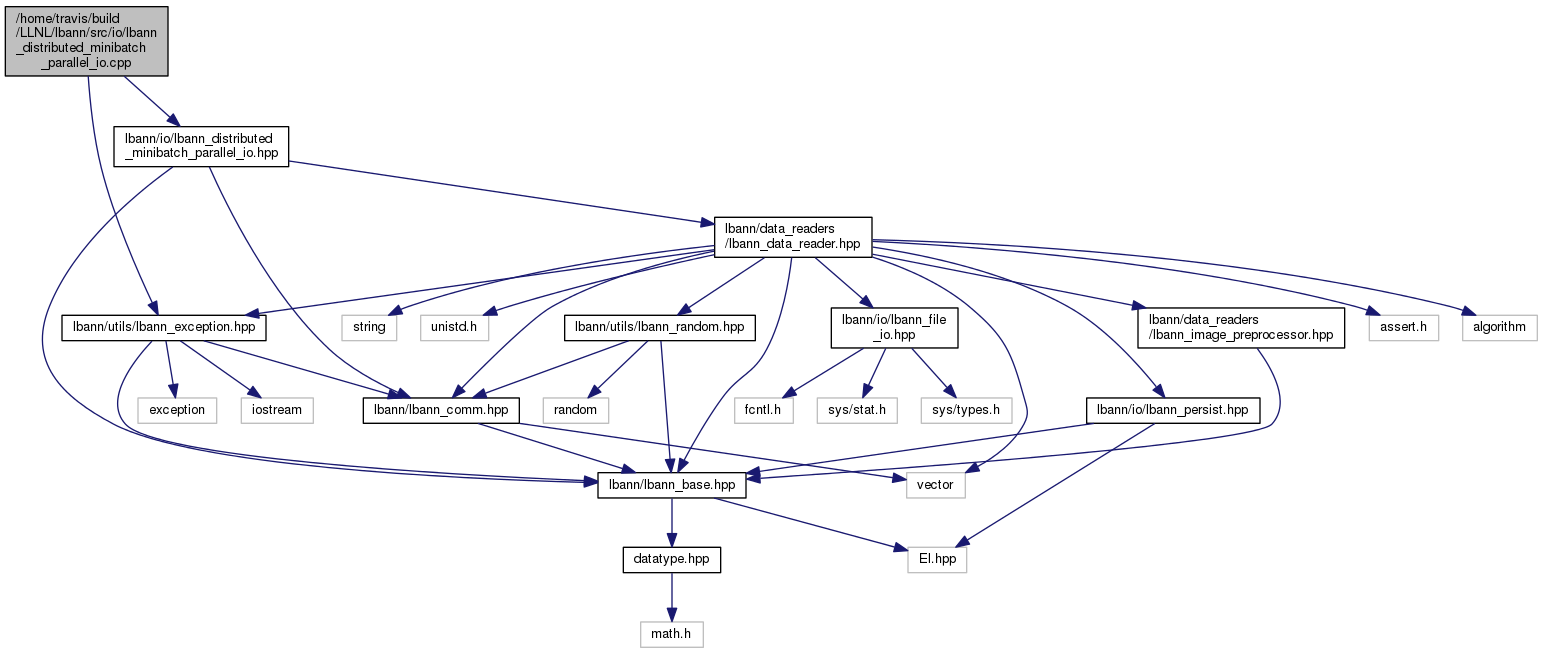 /home/travis/build
/LLNL/lbann/src/io/lbann
_distributed_minibatch
_parallel_io.cpp
lbann/io/lbann_distributed
_minibatch_parallel_io.hpp
lbann/data_readers
/lbann_data_reader.hpp
lbann/utils/lbann_exception.hpp
string
unistd.h
lbann/utils/lbann_random.hpp
lbann/io/lbann_file
_io.hpp
lbann/data_readers
/lbann_image_preprocessor.hpp
assert.h
algorithm
exception
iostream
lbann/lbann_comm.hpp
random
fcntl.h
sys/stat.h
sys/types.h
lbann/io/lbann_persist.hpp
lbann/lbann_base.hpp
vector
datatype.hpp
El.hpp
math.h